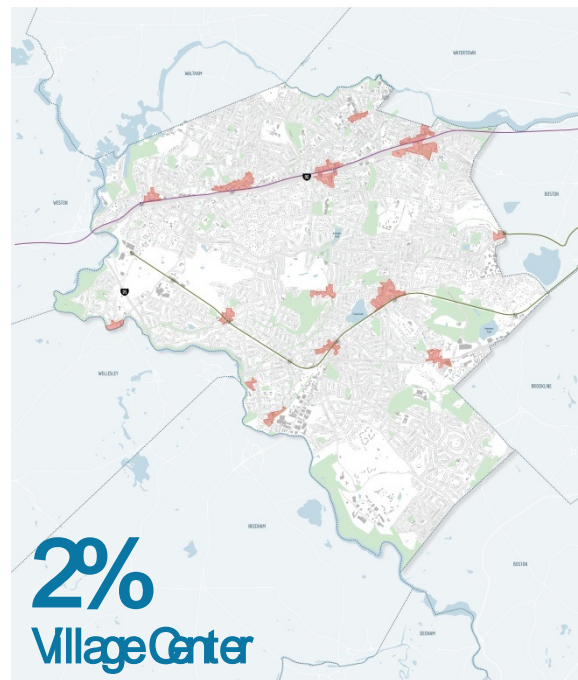 WATERTOWN
WALTHAM
BOSTON
WESTON
WELLESLEY
BROOKLINE
NEEDHAM
BOSTON
DEDHAM
2%
Village Center